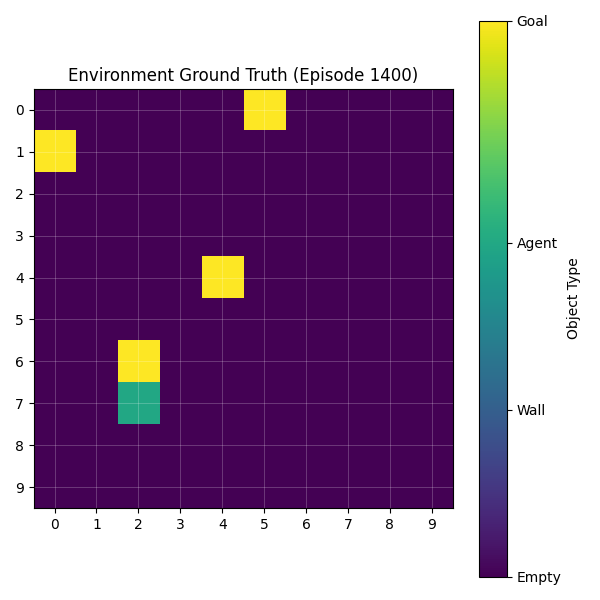 Environment Ground Truth (Episode 1400)
0
1
2
3
4
5
6
7
8
9
0 1 2 3 4 5 6 7 8 9
Goal
Agent
Wall
Empty
Object Type